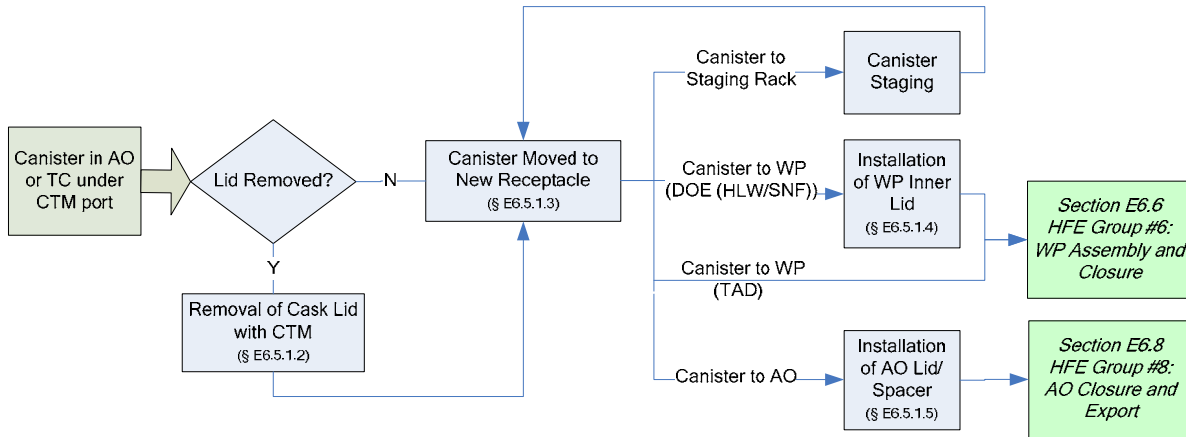 Canister in AO
or TC under
CTM port
Lid Removed?
N
Y
Removal of Cask Lid
with CTM
(§ E6.5.1.2)
Canister Moved to
New Receptacle
(§ E6.5.1.3)
Canister to
Staging Rack
Canister
Staging
Canister to WP
(DOE (HLW/SNF))
Installation
of WP Inner
Lid
(§ E6.5.1.4)
Canister to WP
(TAD)
Section E6.6
HFE Group #6:
WP Assembly and
Closure
Canister to AO
Installation
of AO Lid/
Spacer
(§ E6.5.1.5)
Section E6.8
HFE Group #8:
AO Closure and
Export